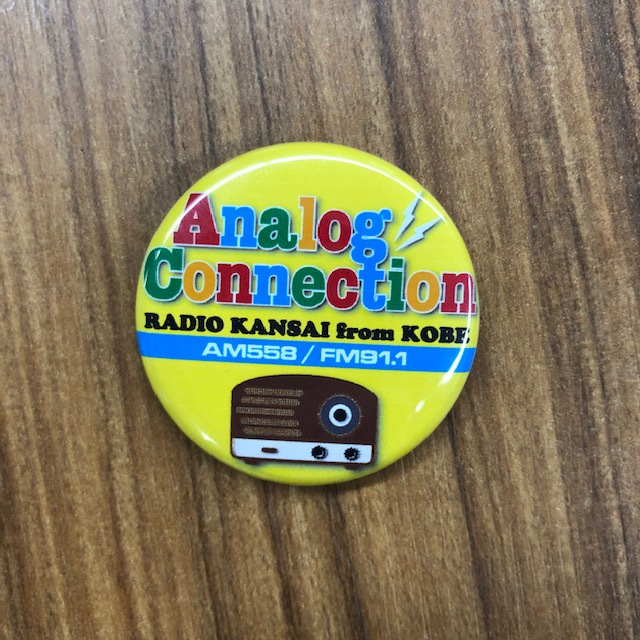 Analog
Connection
RADIO KANSAI from KOBE
AM558 / FM91.1